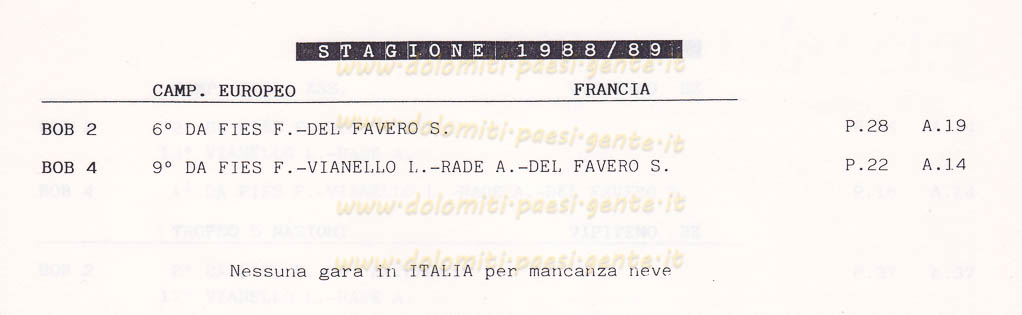 STAGIONE 1988/89
www.dolomiti-paesi-gente.it
CAMP. EUROPEO FRANCIA
BOB 2 6° DA FIES F.-DEL FAVERO S. P.28 A.19
www.dolomiti-paesi-gente.it
BOB 4 9° DA FIES F.-VIANELLO L.-RADE A.-DEL FAVERO S. P.22 A.14
www.dolomiti-paesi-gente.it
Nessuna gara in ITALIA per mancanza neve
www.dolomiti-paesi-gente.it